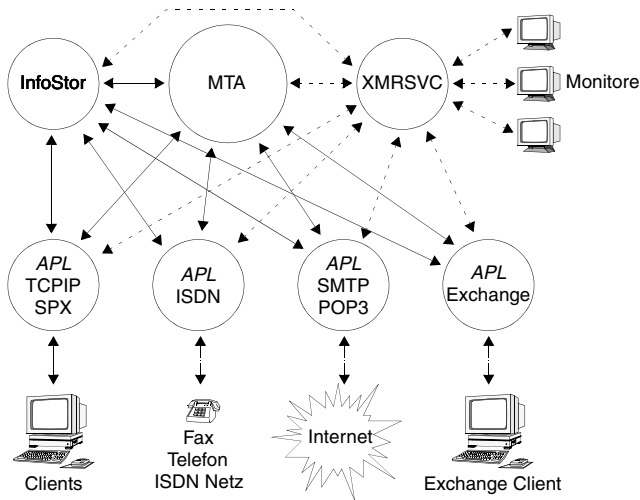 InfoStor
MTA
XMRSVC
Monitore
APL
TCPIP
SPX
APL
ISDN
APL
SMTP
POP3
APL
Exchange
Clients
Fax
Telefon
ISDN Netz
Internet
Exchange Client